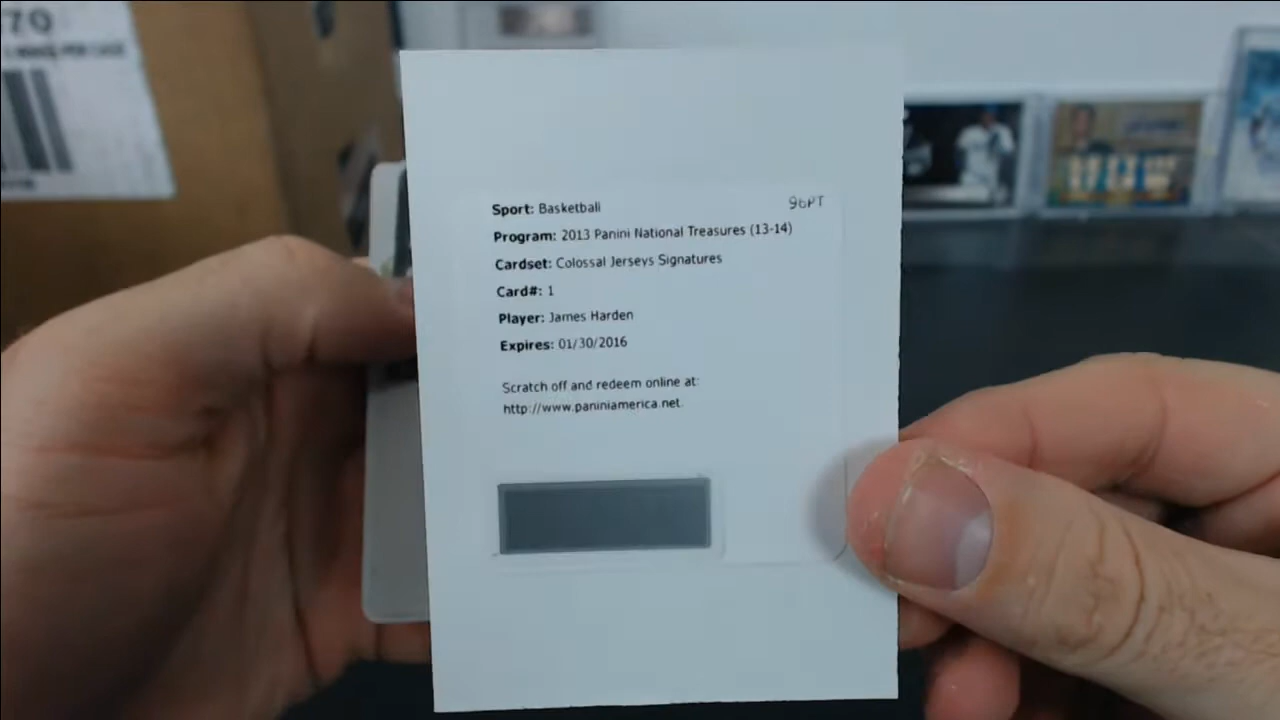 70
Sport: Basketball
96PT
Program: 2013 Panini National Treasures (13-14)
Cardset: Colossal Jerseys Signatures
Card#: 1
Player: James Harden
Expires: 01/30/2016
Scratch off and redeem online at:
http://www.paniniamerica.net.